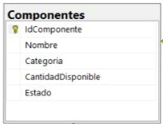 Componentes
IdComponente
Nombre
Categoria
CantidadDisponible
Estado